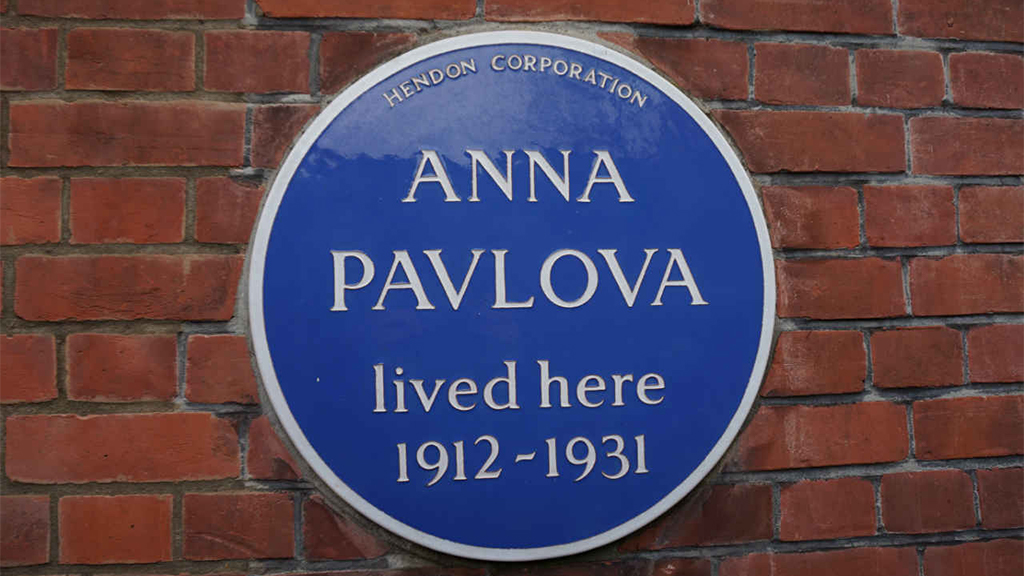 HENDON CORPORATION
ANNA
PAVLOVA
lived here
1912-1931